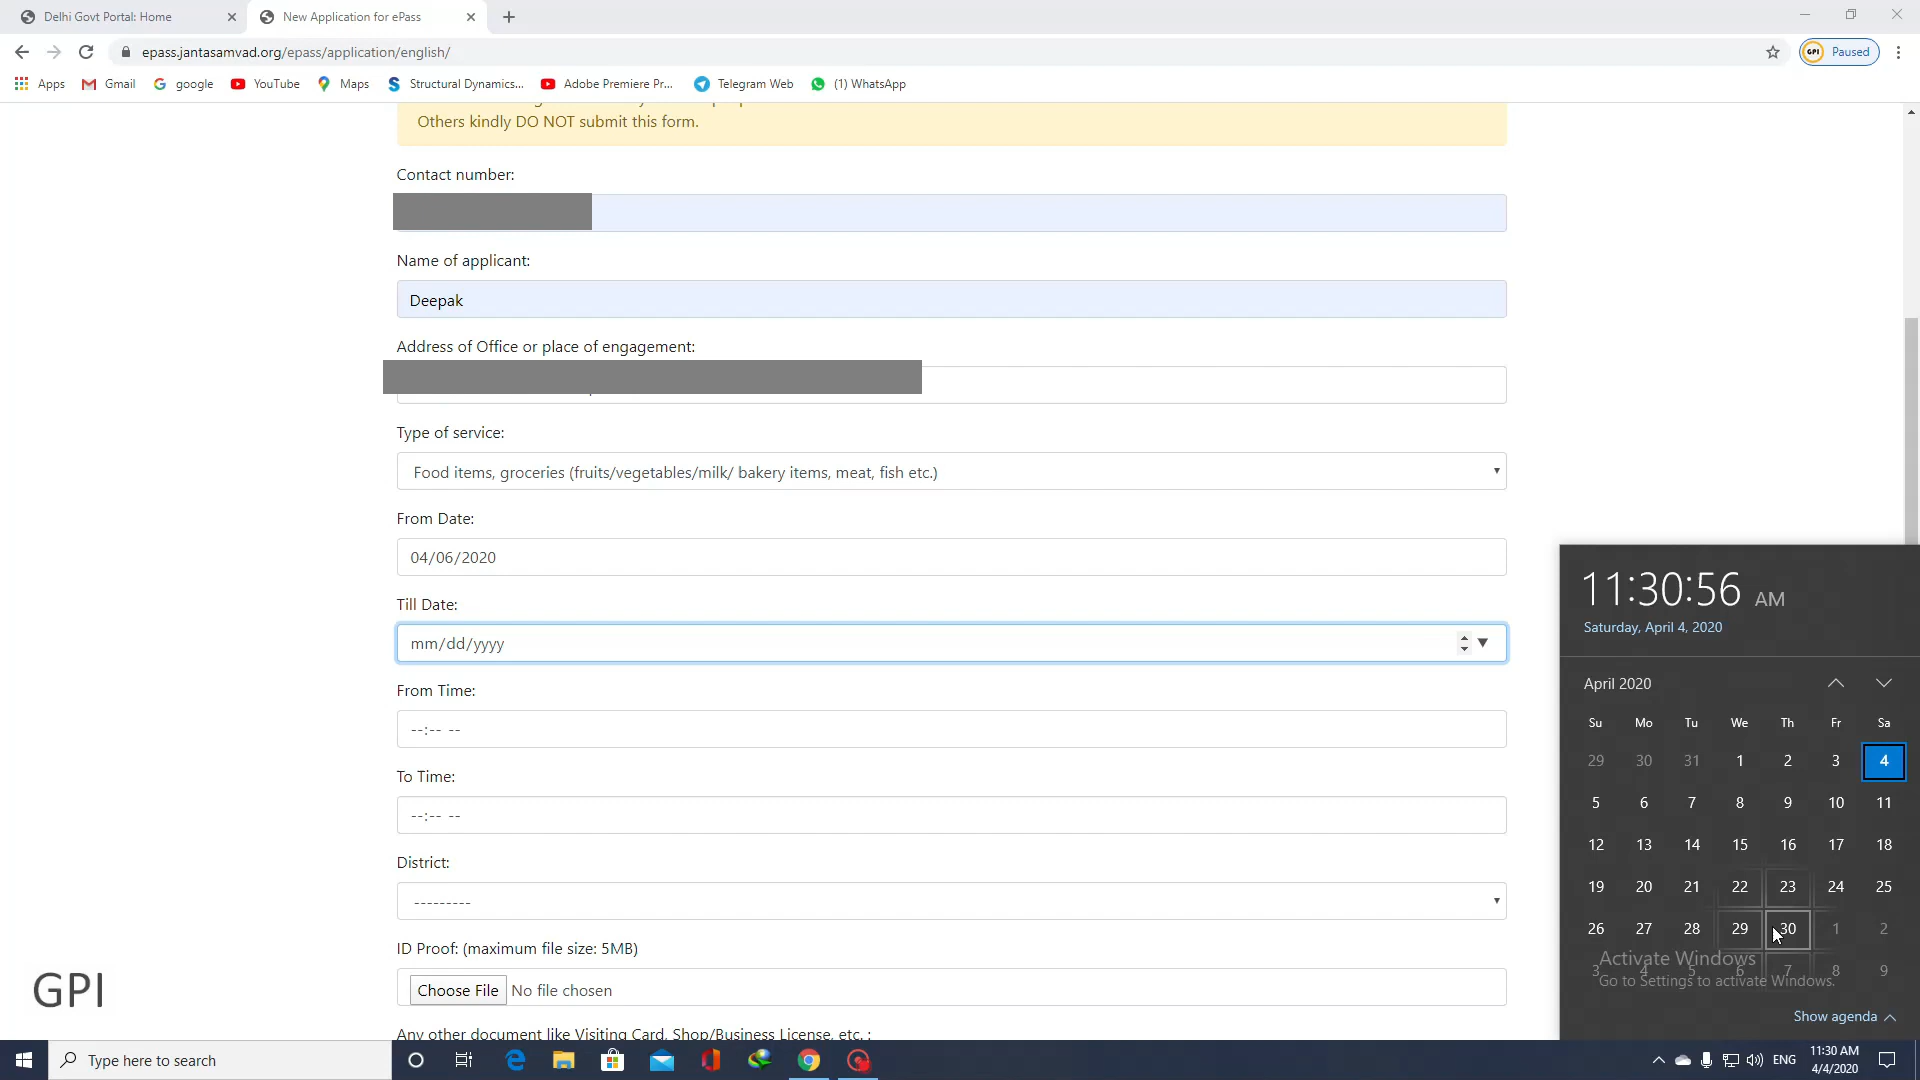 Delhi Govt Portal: Home
New Application for ePass
epass.jantasamvad.org/epass/application/english/
GPI
Paused
Apps
Gmail
google
YouTube
Maps
Structural Dynamics...
Adobe Premiere Pr...
Telegram Web
(1) WhatsApp
Others kindly DO NOT submit this form.
Contact number:
Name of applicant:
Deepak
Address of Office or place of engagement:
Type of service:
Food items, groceries (fruits/vegetables/milk/ bakery items, meat, fish etc.)
From Date:
04/06/2020
Till Date:
mm/dd/yyyy
From Time:
--:-- --
To Time:
--:-- --
District:
---------
ID Proof: (maximum file size: 5MB)
Choose File No file chosen
Any other document like Visiting Card, Shop/Business License, etc. :
GPI
11:30:56 AM
Saturday, April 4, 2020
April 2020
Su Mo Tu We Th Fr Sa
29 30 31 1 2 3 4
5 6 7 8 9 10 11
12 13 14 15 16 17 18
19 20 21 22 23 24 25
26 27 28 29 30 1 2
3 4 5 6 7 8 9
Activate Windows
Go to Settings to activate Windows.
Show agenda
Type here to search
ENG
11:30 AM
4/4/2020